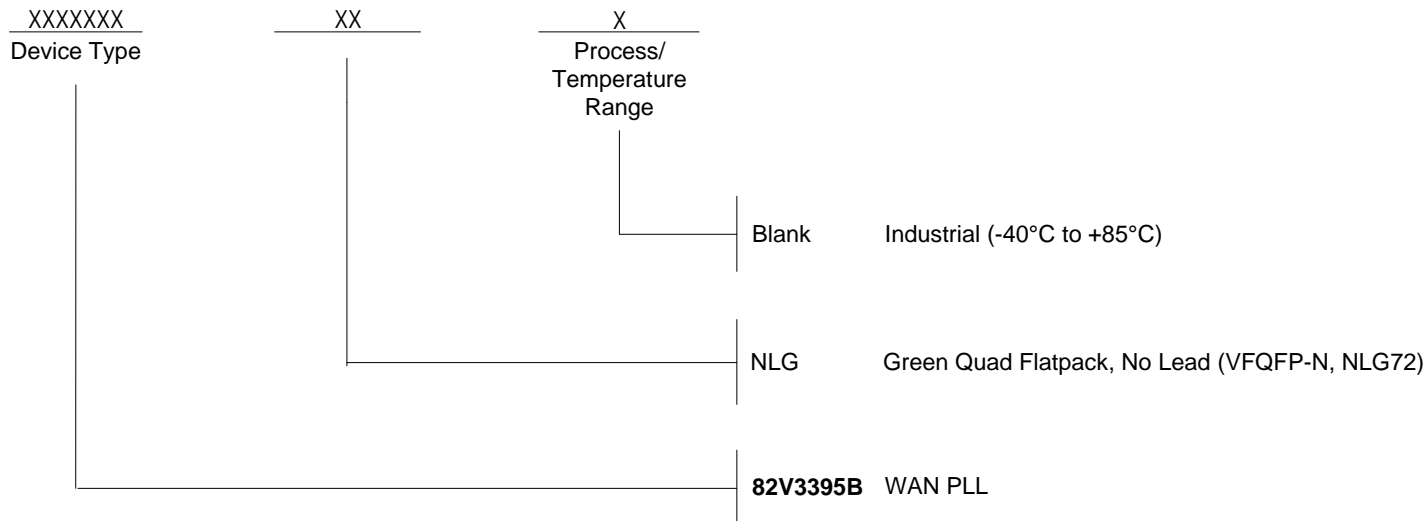 XXXXXXX XX X
Device Type
Process/
Temperature
Range
Blank Industrial (-40°C to +85°C)
NLG Green Quad Flatpack, No Lead (VFQFP-N, NLG72)
82V3395B WAN PLL